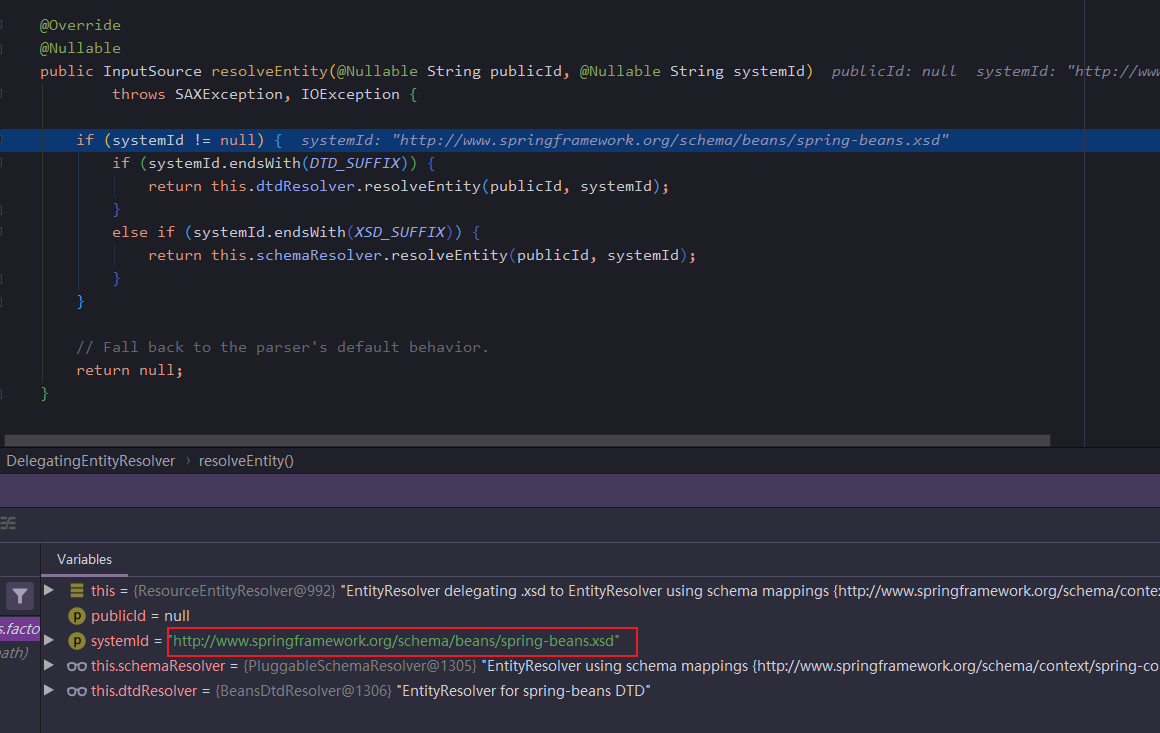 @Override
@Nullable
public InputSource resolveEntity(@Nullable String publicId, @Nullable String systemId) publicId: null systemId: "http://ww
throws SAXException, IOException {
if (systemId != null) { systemId: "http://www.springframework.org/schema/beans/spring-beans.xsd"
if (systemId.endsWith(DTD_SUFFIX)) {
return this.dtdResolver.resolveEntity(publicId, systemId);
}
else if (systemId.endsWith(XSD_SUFFIX)) {
return this.schemaResolver.resolveEntity(publicId, systemId);
}
}
// Fall back to the parser's default behavior.
return null;
}
DelegatingEntityResolver › resolveEntity()
Variables
this = {ResourceEntityResolver@992} "EntityResolver delegating .xsd to EntityResolver using schema mappings {http://www.springframework.org/schema/conte
p publicId = null
s.facto
p systemId = "http://www.springframework.org/schema/beans/spring-beans.xsd"
ath)
this.schemaResolver = {PluggableSchemaResolver@1305} "EntityResolver using schema mappings {http://www.springframework.org/schema/context/spring-co
this.dtdResolver = {BeansDtdResolver@1306} "EntityResolver for spring-beans DTD"